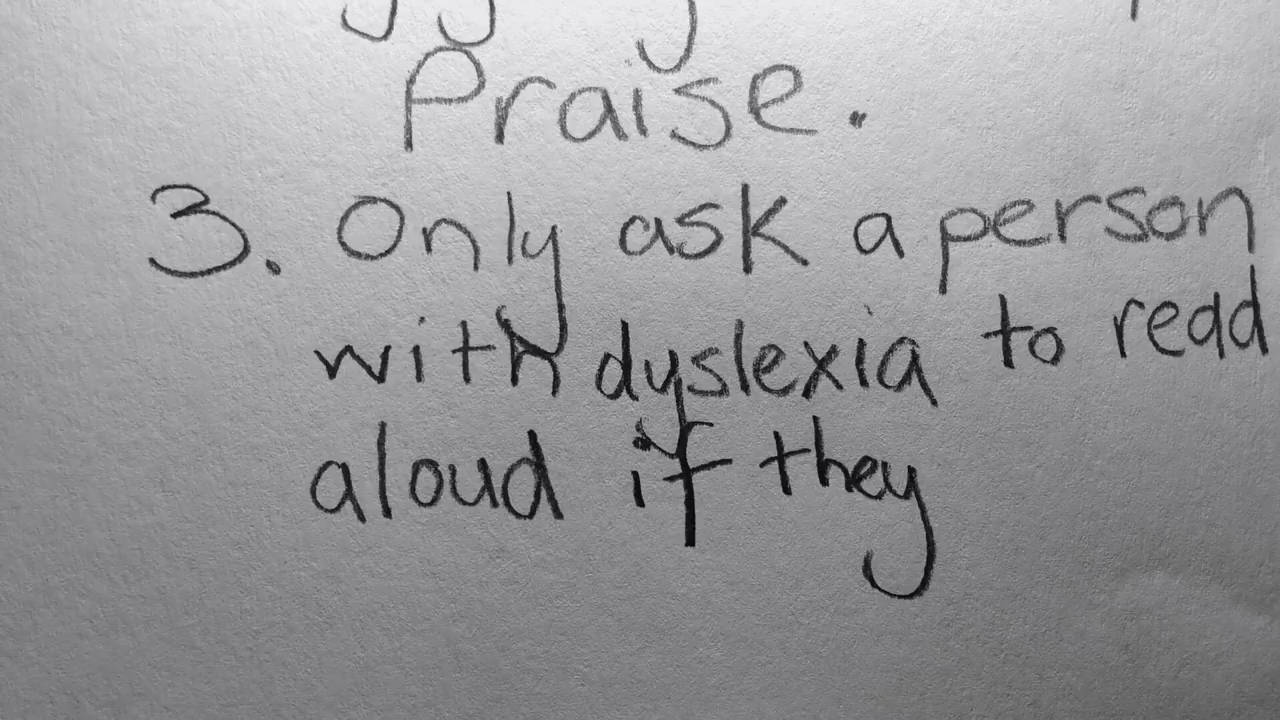 Praise.
3. Only ask a person
with dyslexia to read
aloud if they